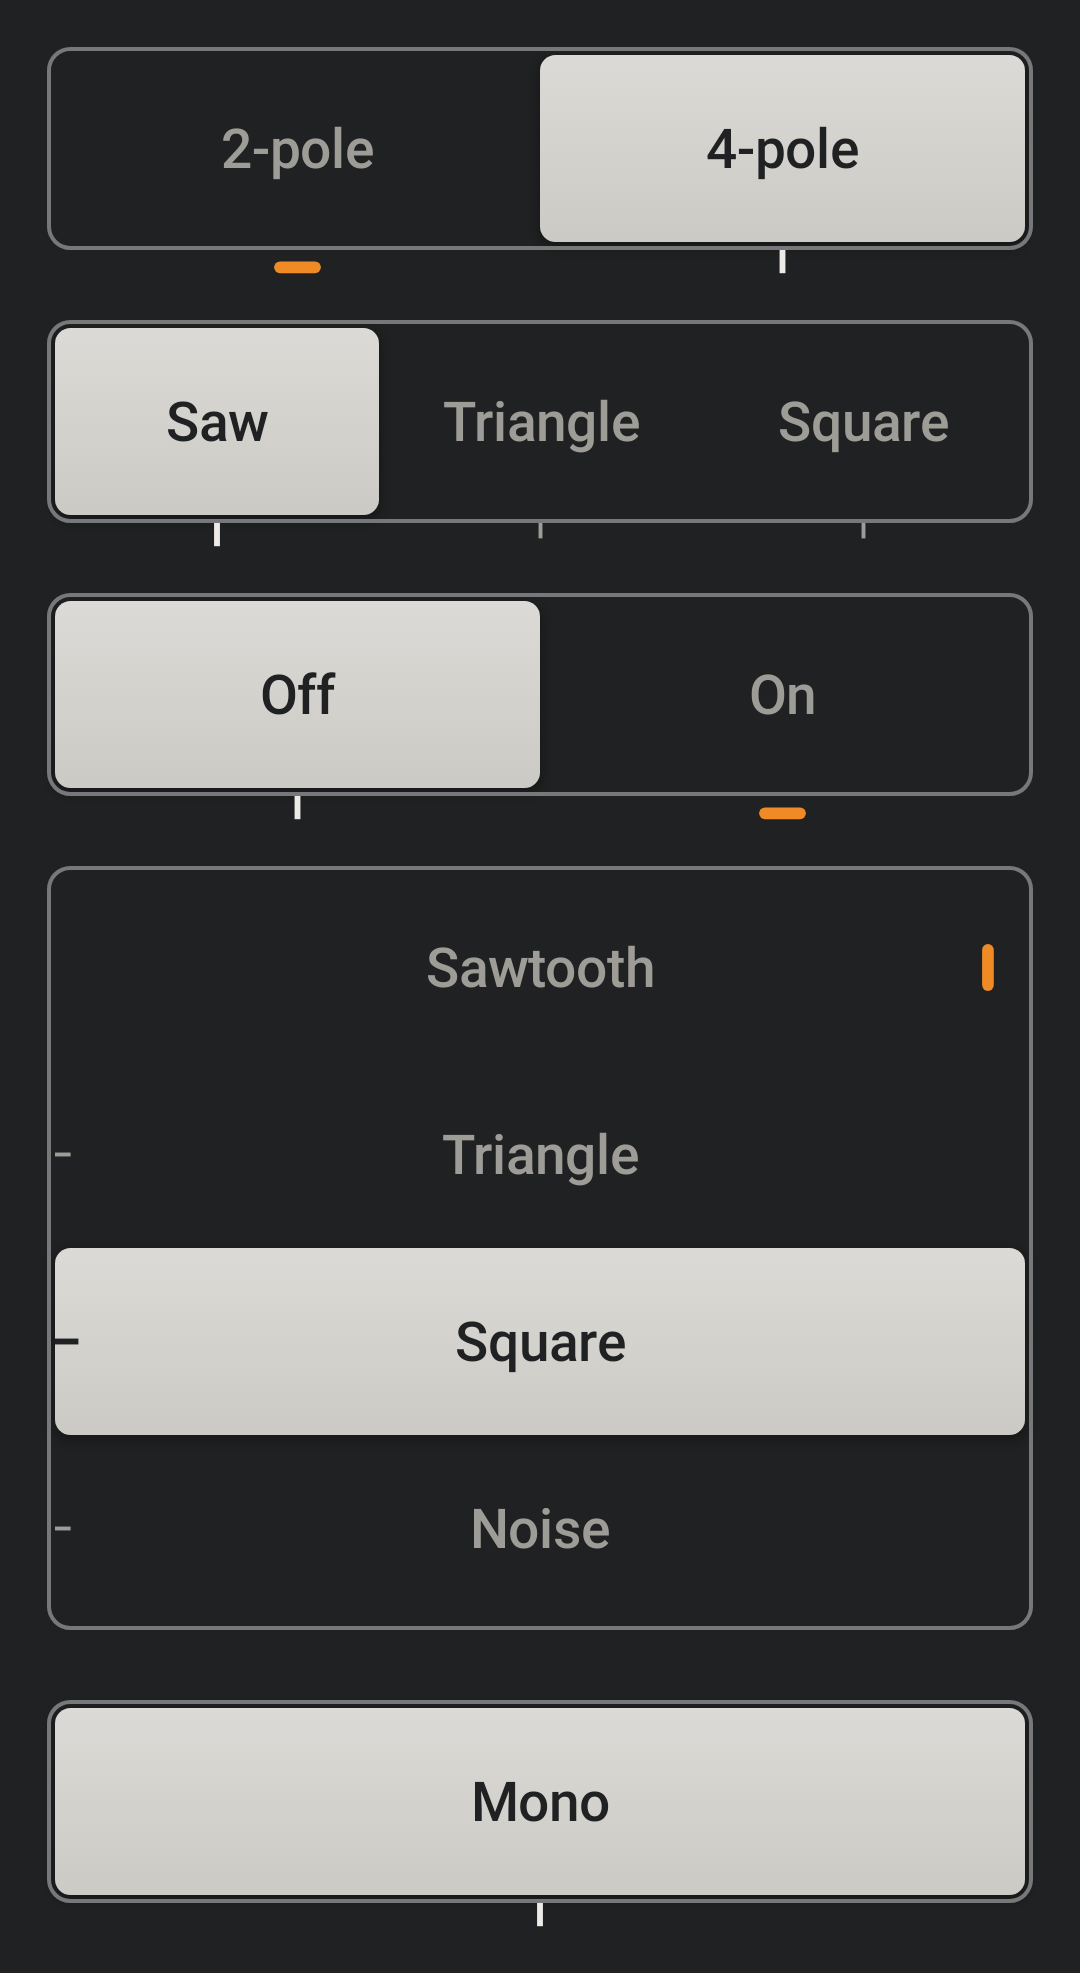 2-pole 4-pole
Saw Triangle Square
Off On
Sawtooth
Triangle
Square
Noise
Mono